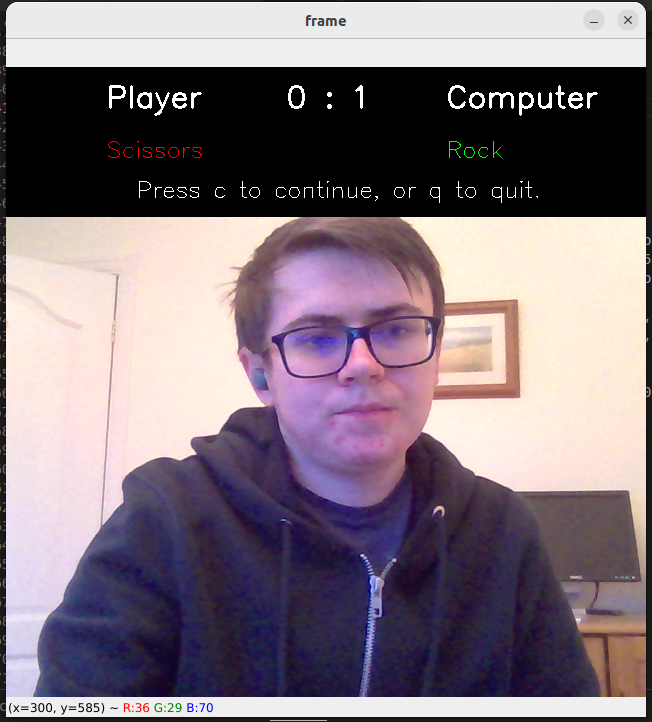 frame
Player 0 : 1 Computer
Scissors Rock
Press c to continue, or q to quit.
(x=300, y=585) ~ R:36 G:29 B:70